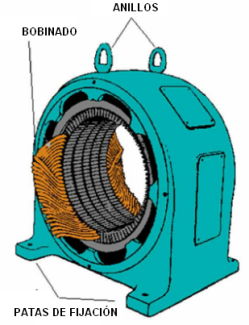 ANILLOS
BOBINADO
PATAS DE FIJACIÓN